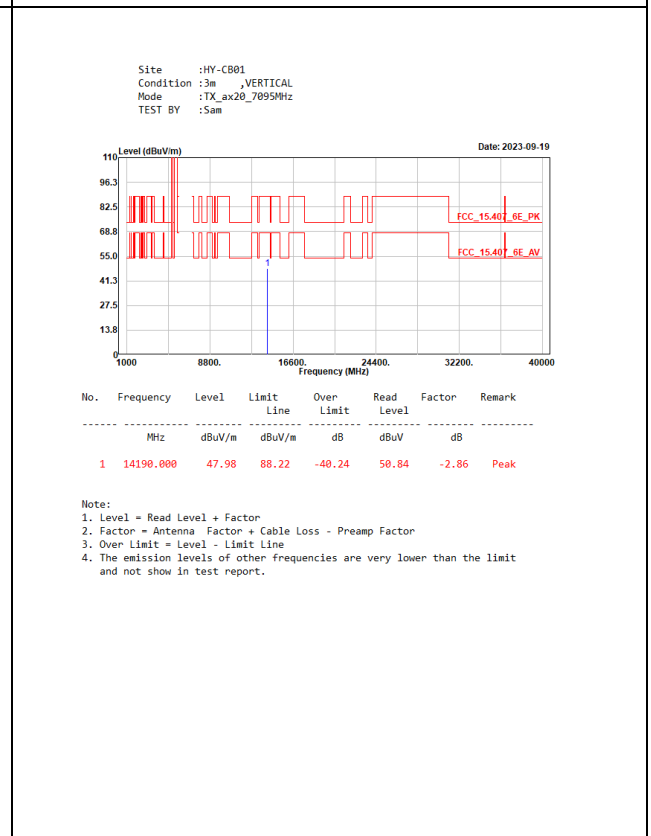 Site      :HY-CB01
Condition :3m    ,VERTICAL
Mode      :TX_ax20_7095MHz
TEST BY   :Sam
Level (dBuV/m)
Date: 2023-09-19
110
96.3
82.5
FCC_15.407_6E_PK
68.8
FCC_15.407_6E_AV
55.0
1
41.3
27.5
13.8
0
1000 8800. 16600. 24400. 32200. 40000
Frequency (MHz)
No. Frequency Level Limit Over Read Factor Remark
Line Limit Level
------ ----------- --------- --------- --------- --------- -------- ---------
MHz dBuV/m dBuV/m dB dBuV dB
1 14190.000 47.98 88.22 -40.24 50.84 -2.86 Peak
Note:
1. Level = Read Level + Factor
2. Factor = Antenna  Factor + Cable Loss - Preamp Factor
3. Over Limit = Level - Limit Line
4. The emission levels of other frequencies are very lower than the limit
and not show in test report.